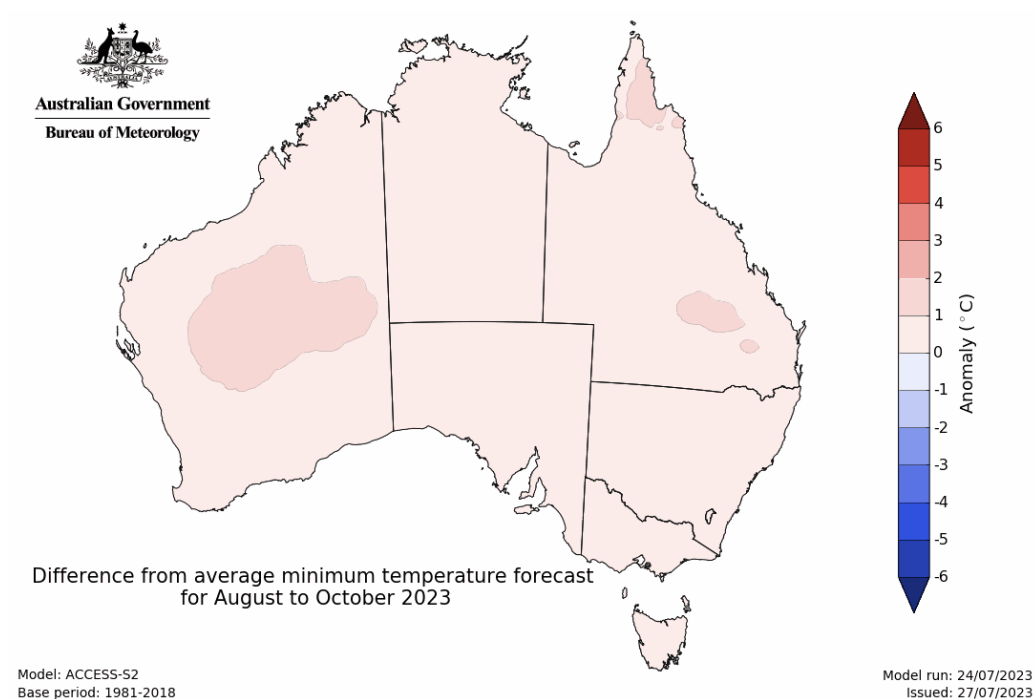 Australian Government
Bureau of Meteorology
6
5
4
3
2
1
0
-1
-2
-3
-4
-5
-6
Anomaly (°C)
Difference from average minimum temperature forecast
for August to October 2023
Model: ACCESS-S2
Base period: 1981-2018
Model run: 24/07/2023
Issued: 27/07/2023